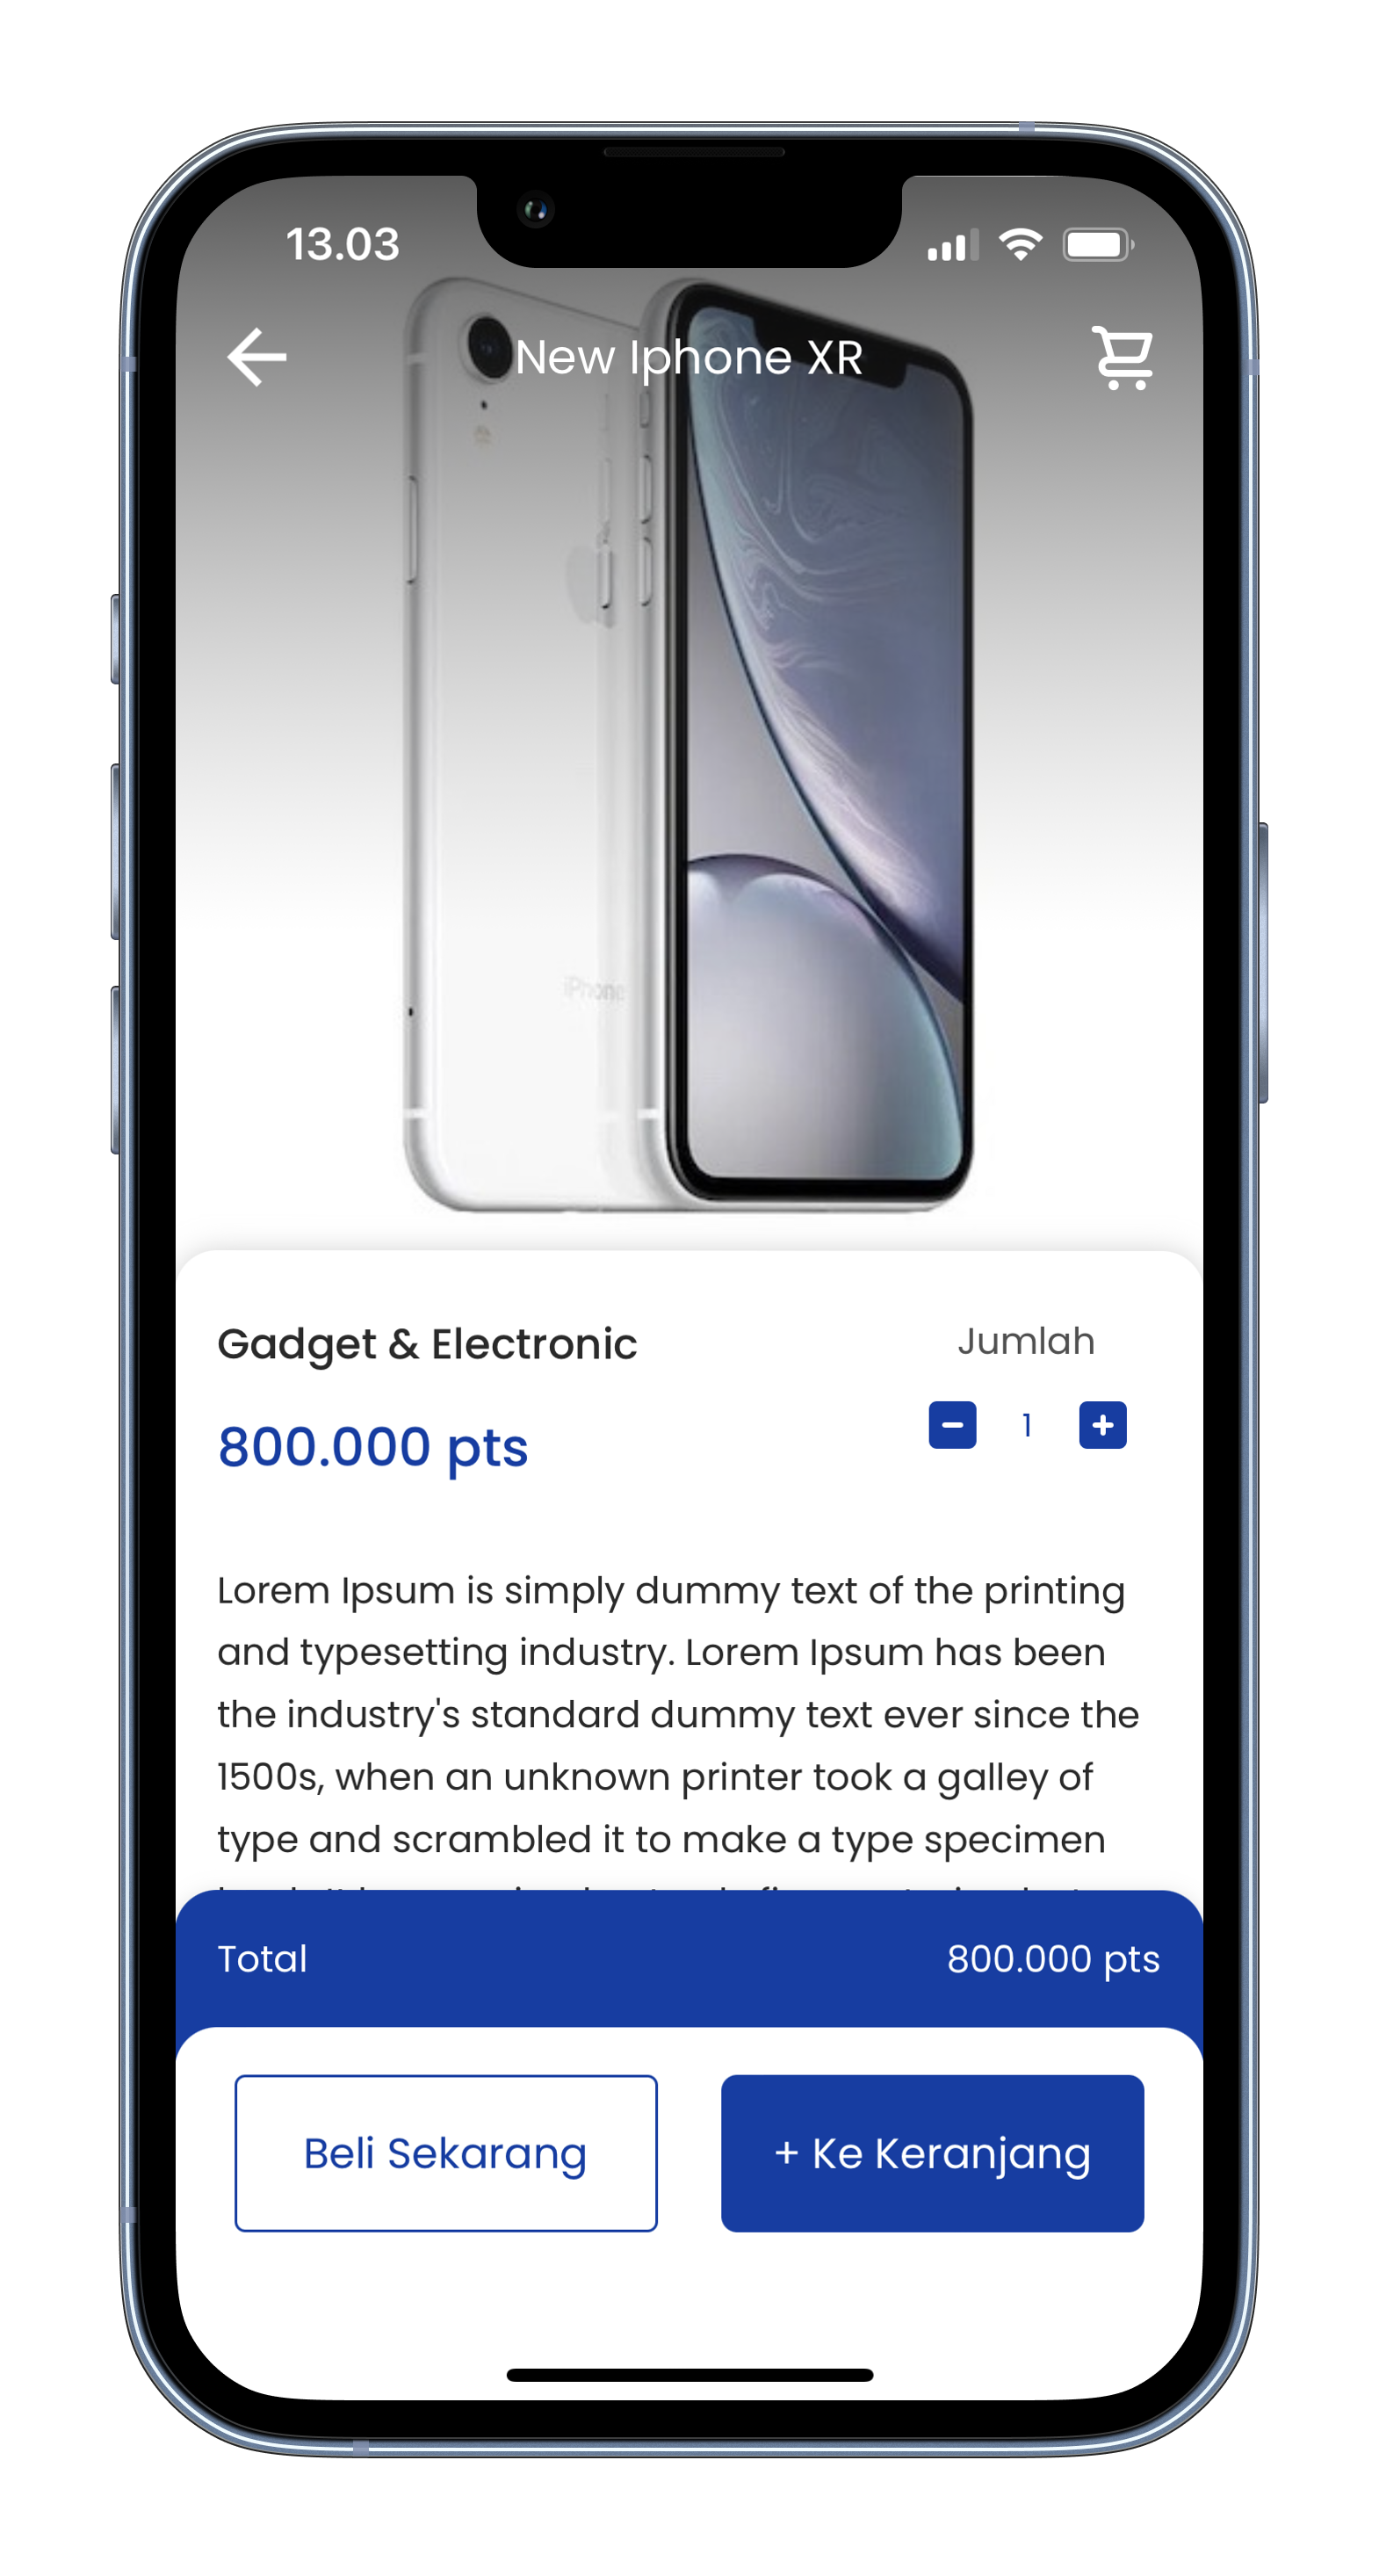 13.03
New Iphone XR
iPhone
Gadget & Electronic
Jumlah
800.000 pts
1
Lorem Ipsum is simply dummy text of the printing
and typesetting industry. Lorem Ipsum has been
the industry's standard dummy text ever since the
1500s, when an unknown printer took a galley of
type and scrambled it to make a type specimen
Total
800.000 pts
Beli Sekarang
+ Ke Keranjang